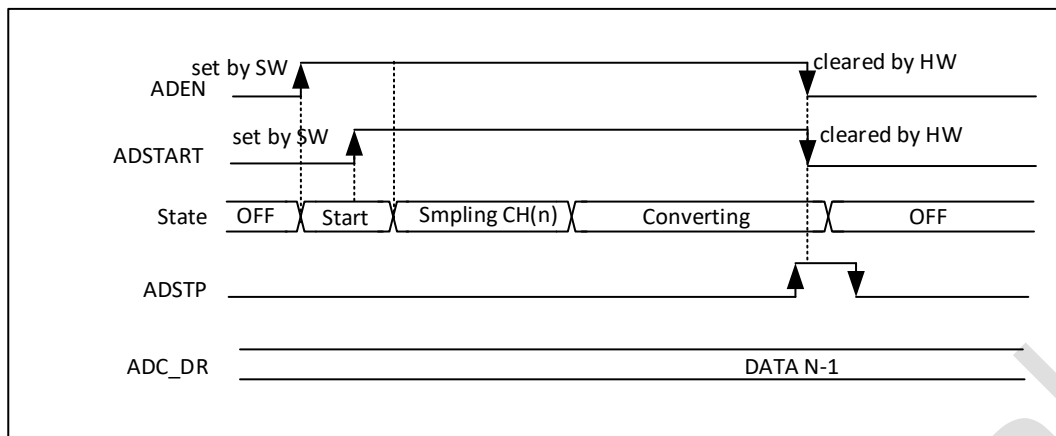 set by SW cleared by HW
ADEN
set by SW cleared by HW
ADSTART
State OFF Start Smpling CH(n) Converting OFF
ADSTP
ADC_DR DATA N-1